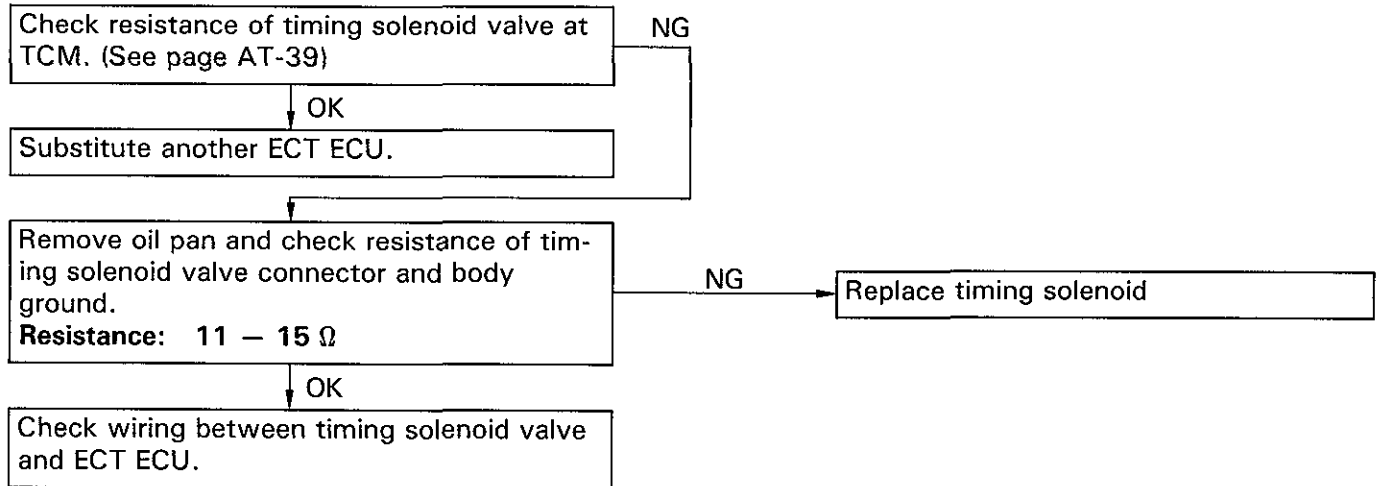 Check resistance of timing solenoid valve at
TCM. (See page AT-39)
NG
OK
Substitute another ECT ECU.
Remove oil pan and check resistance of tim-
ing solenoid valve connector and body
ground.
Resistance: 11 — 15 Ω
NG
Replace timing solenoid
OK
Check wiring between timing solenoid valve
and ECT ECU.